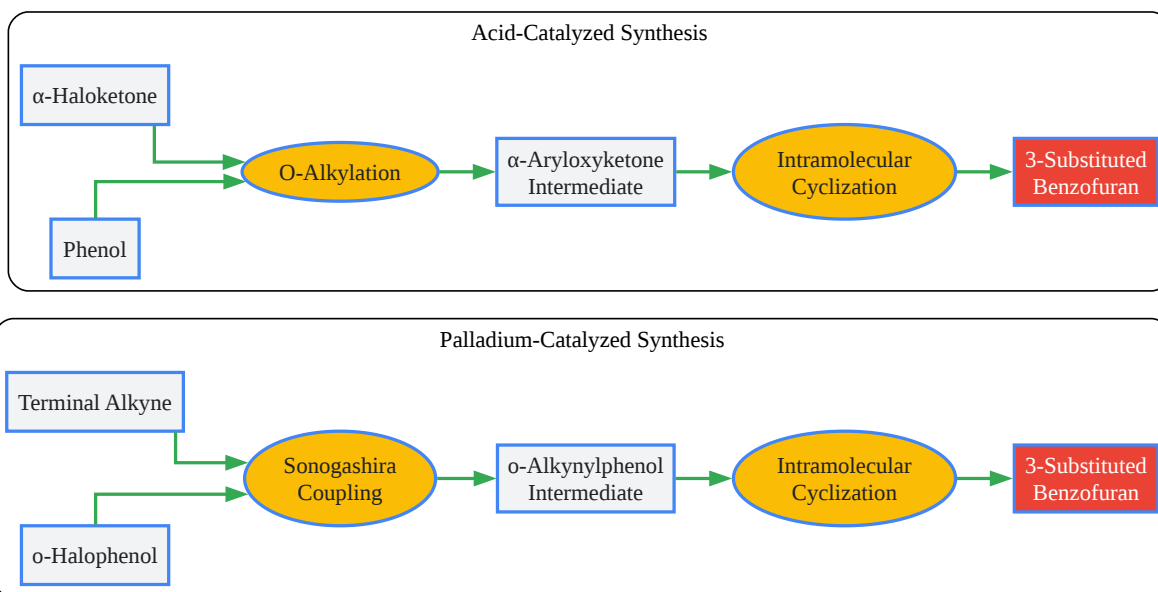 Acid-Catalyzed Synthesis
α-Haloketone
Phenol
O-Alkylation
α-Aryloxyketone
Intermediate
Intramolecular
Cyclization
3-Substituted
Benzofuran
Palladium-Catalyzed Synthesis
Terminal Alkyne
o-Halophenol
Sonogashira
Coupling
o-Alkynylphenol
Intermediate
Intramolecular
Cyclization
3-Substituted
Benzofuran